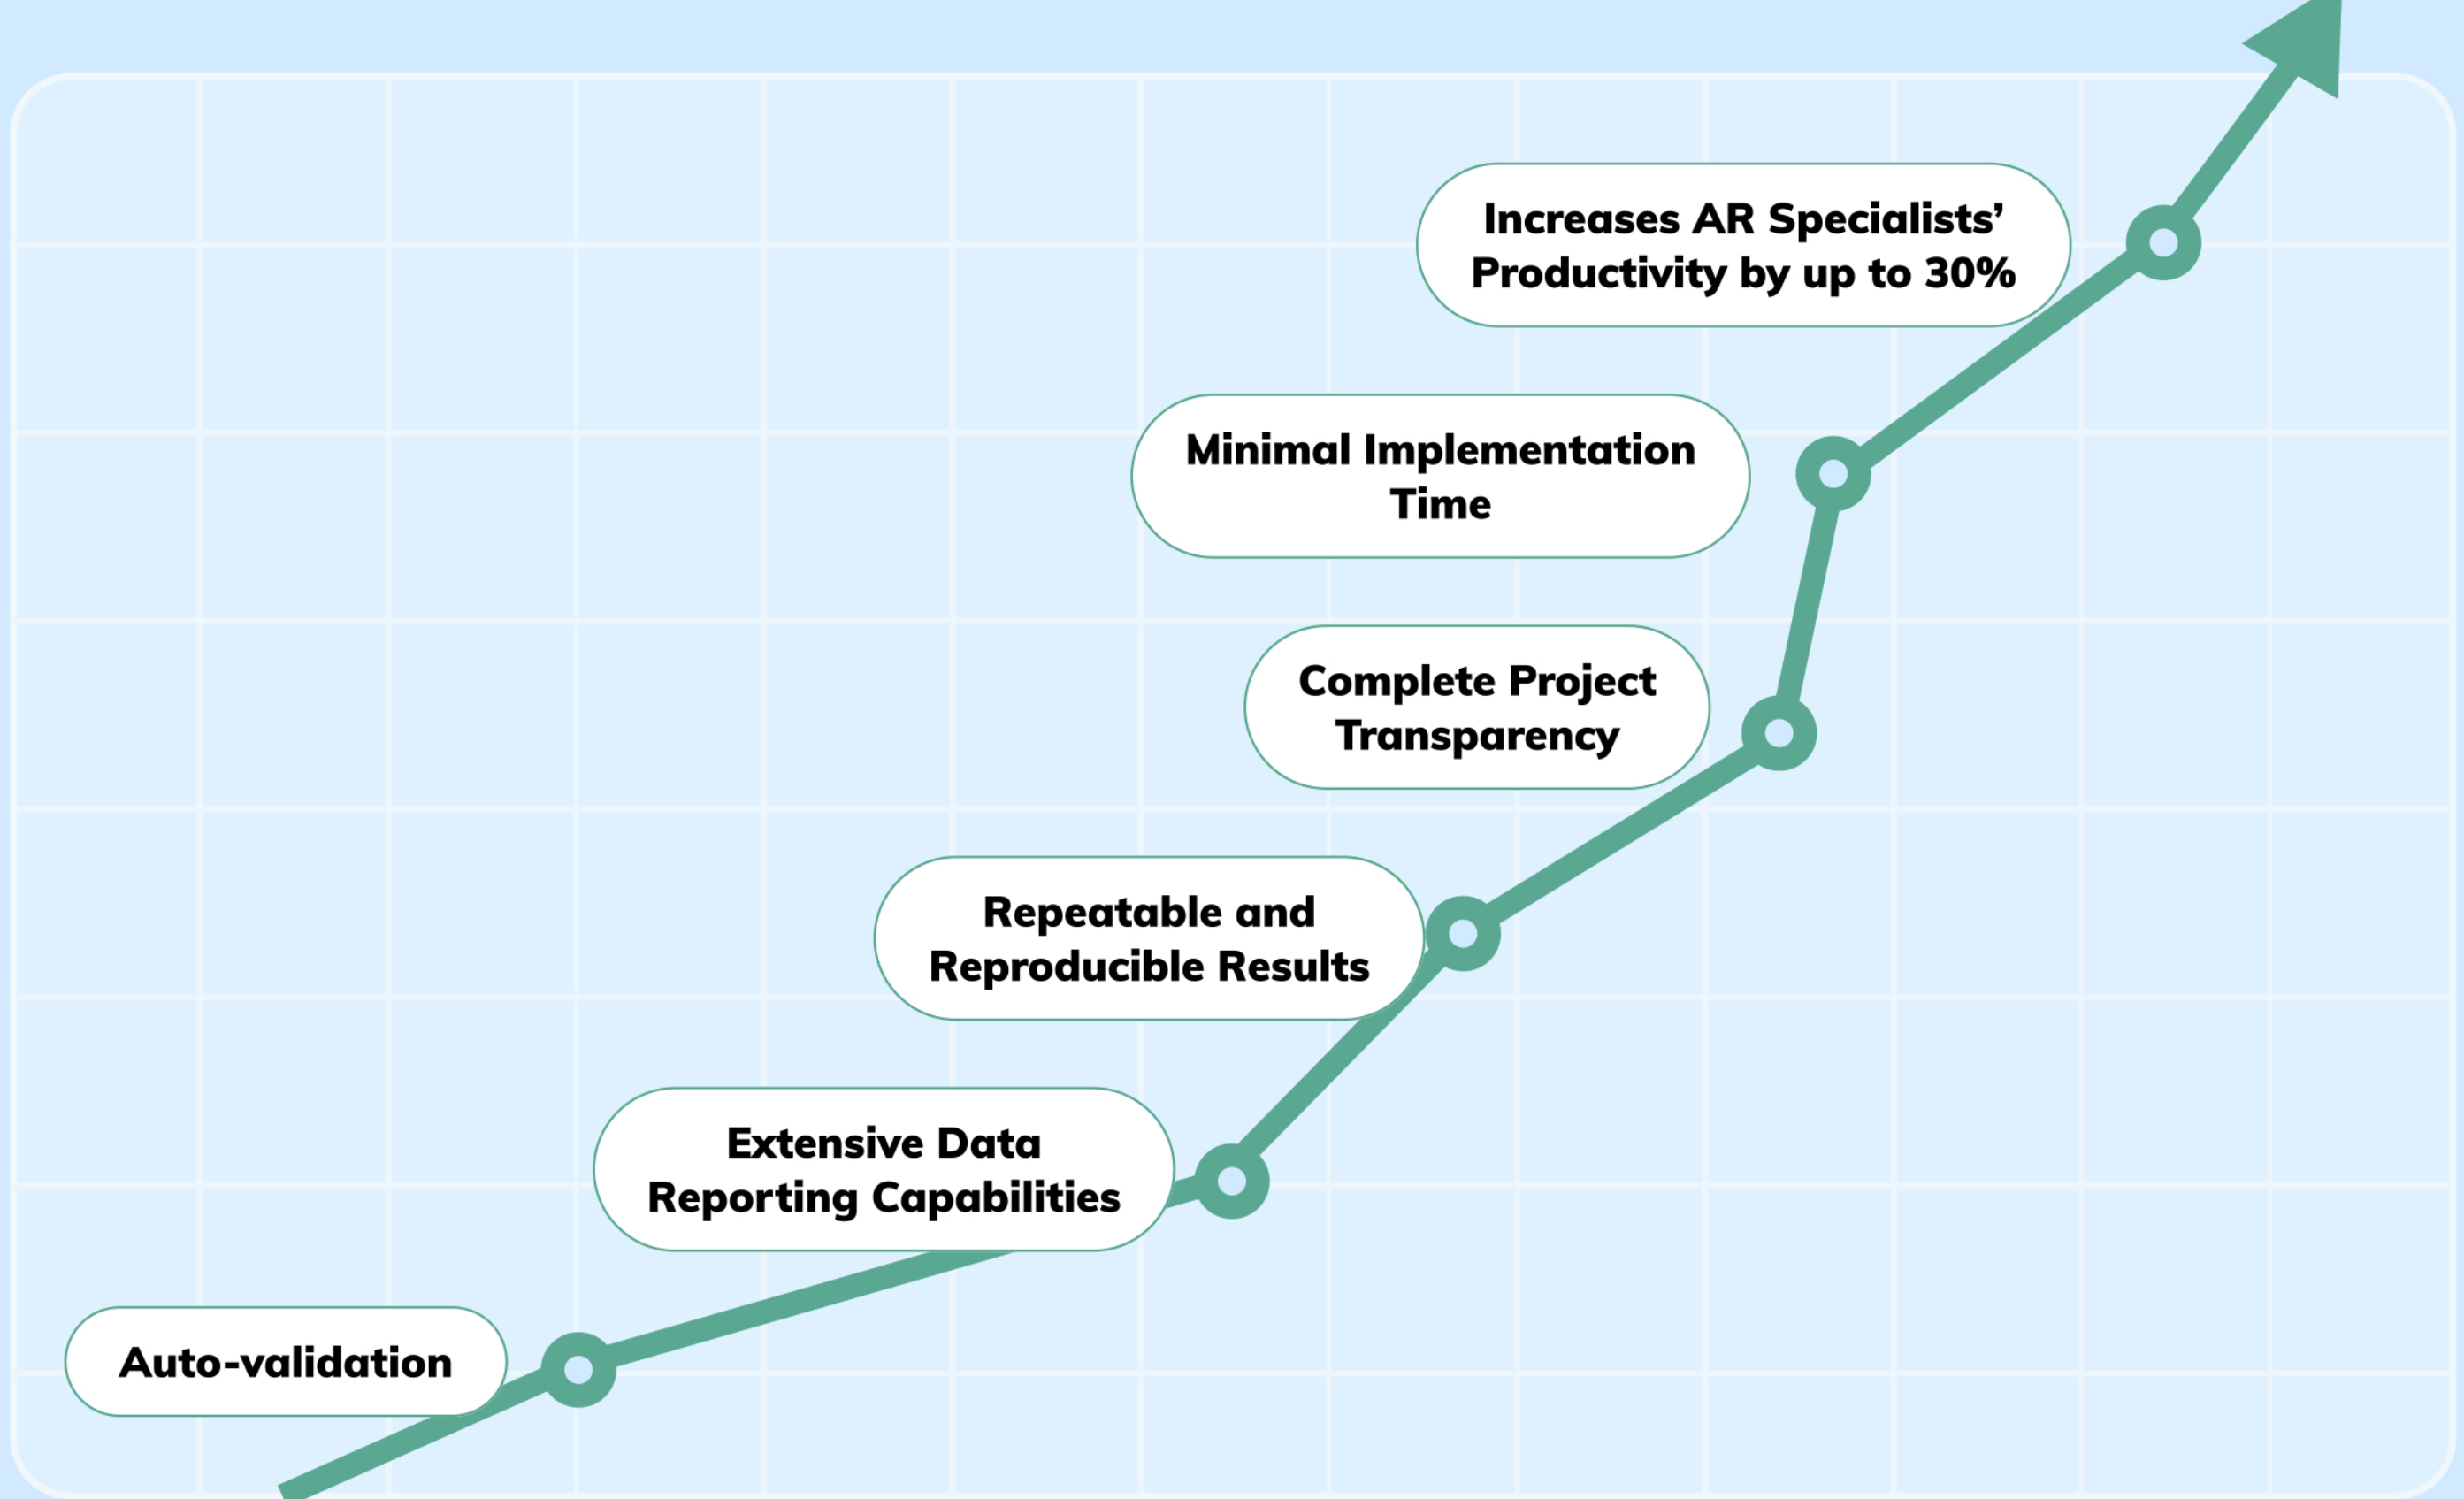 Increases AR Specialists’
Productivity by up to 30%
Minimal Implementation
Time
Complete Project
Transparency
Repeatable and
Reproducible Results
Extensive Data
Reporting Capabilities
Auto-validation